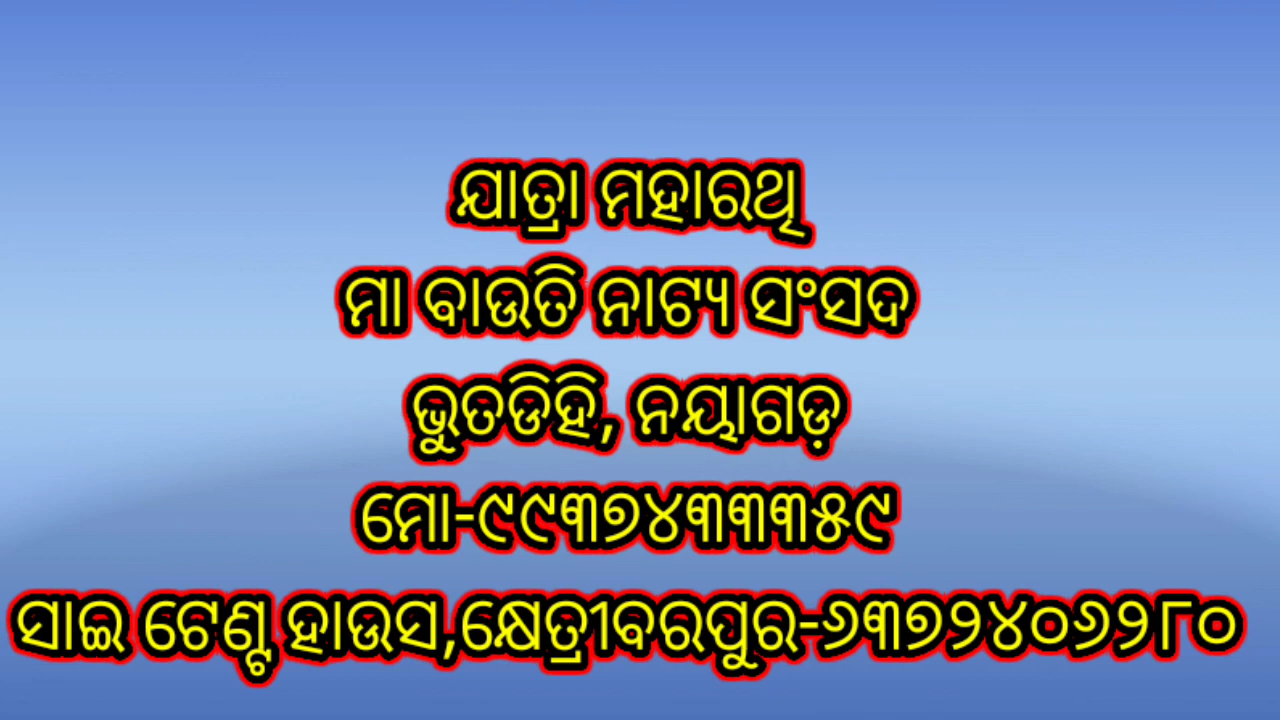 ଯାତ୍ରା ମହାରଥି
ମା ବାଉତି ନାଟ୍ୟ ସଂସଦ
ଭୁତଡିହି, ନୟାଗଡ଼
ମୋ-୯୯୩୭୪୩୩୩୫୯
ସାଇ ଟେଣ୍ଟ ହାଉସ,କ୍ଷେତ୍ରୀବରପୁର-୬୩୭୨୪୦୬୨୮୦